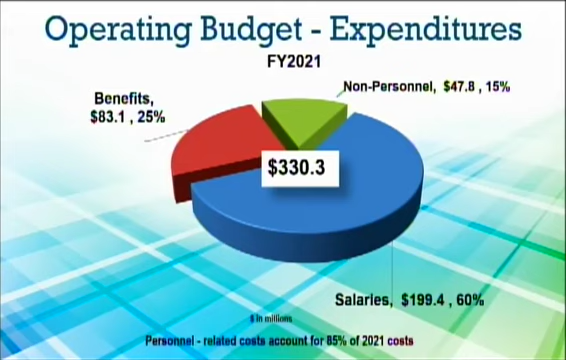 Operating Budget - Expenditures
FY2021
Non-Personnel, $47.8 , 15%
Benefits,
$83.1 , 25%
$330.3
Salaries, $199.4 , 60%
$ in millions
Personnel - related costs account for 85% of 2021 costs